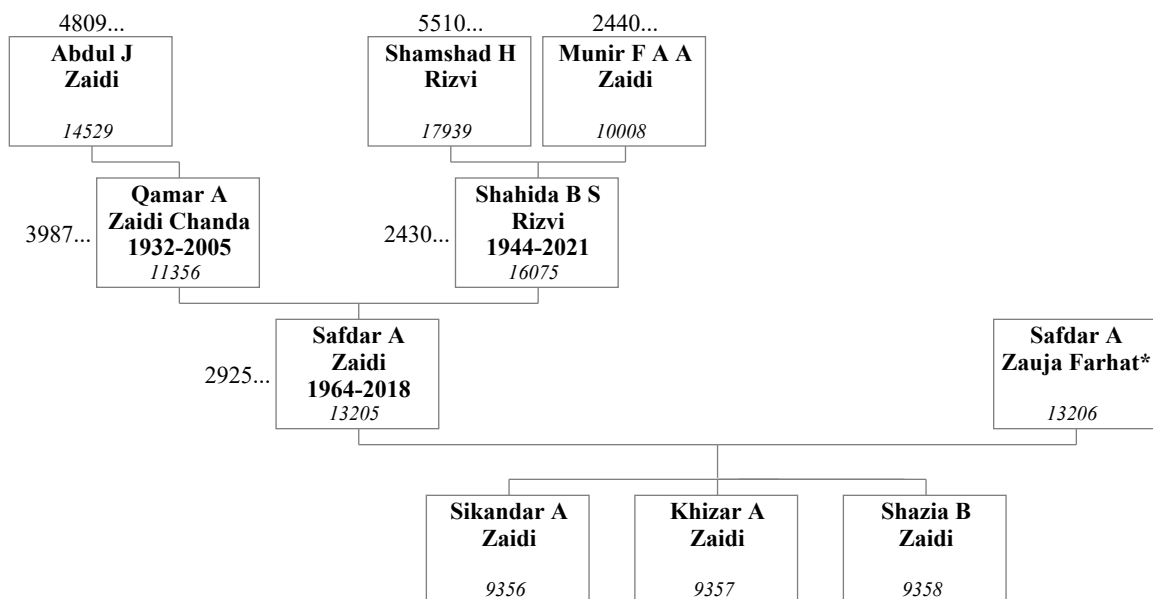 4809...
5510...
2440...
Abdul J
Zaidi
14529
Shamshad H
Rizvi
17939
Munir F A A
Zaidi
10008
3987...
Qamar A
Zaidi Chanda
1932-2005
11356
2430...
Shahida B S
Rizvi
1944-2021
16075
2925...
Safdar A
Zaidi
1964-2018
13205
Safdar A
Zauja Farhat*
13206
Sikandar A
Zaidi
9356
Khizar A
Zaidi
9357
Shazia B
Zaidi
9358